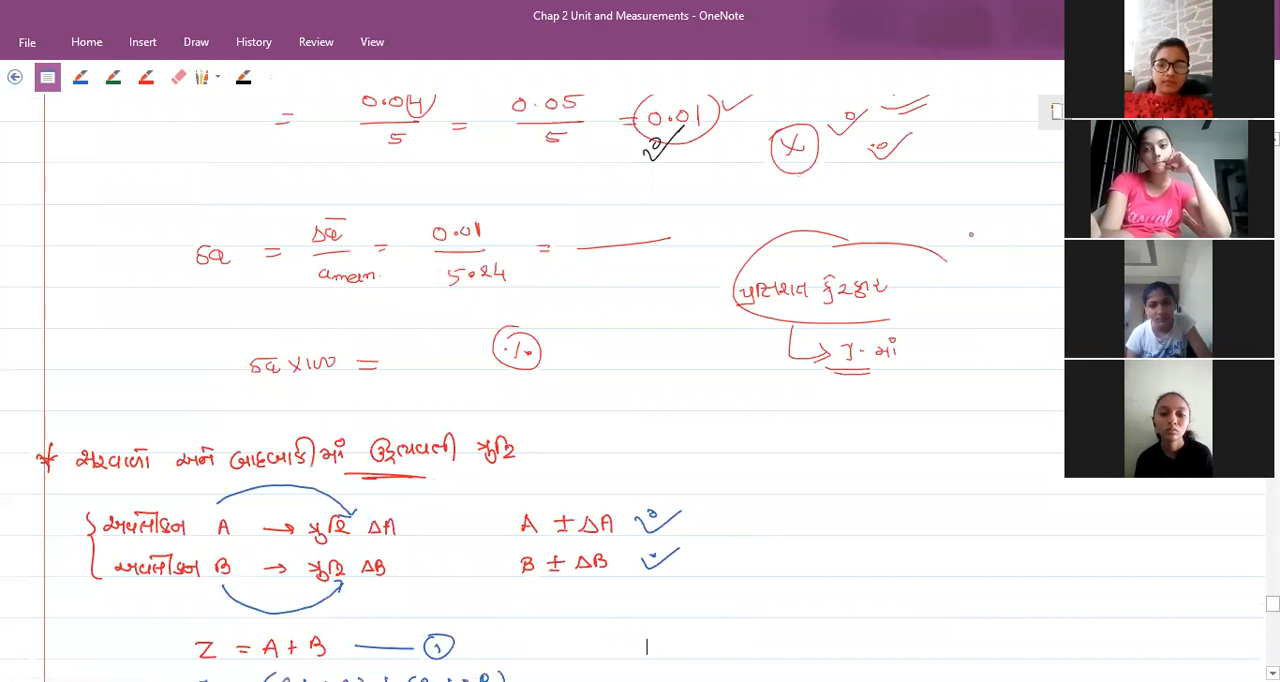 Chap 2 Unit and Measurements - OneNote
File Home Insert Draw History Review View
= 0.04/5 = 0.05/5 = 0.01
δa = Δa̅/amean. = 0.01/5.24 =
પ્રતિશત
δa × 100 = %
% માં
* સરવાળા અને બાદબાકી માં ઉદ્ભવતી ત્રુટિ
અવલોકન A → ત્રુટિ ΔA A ± ΔA
અવલોકન B → ત્રુટિ ΔB B ± ΔB
Z = A + B ①